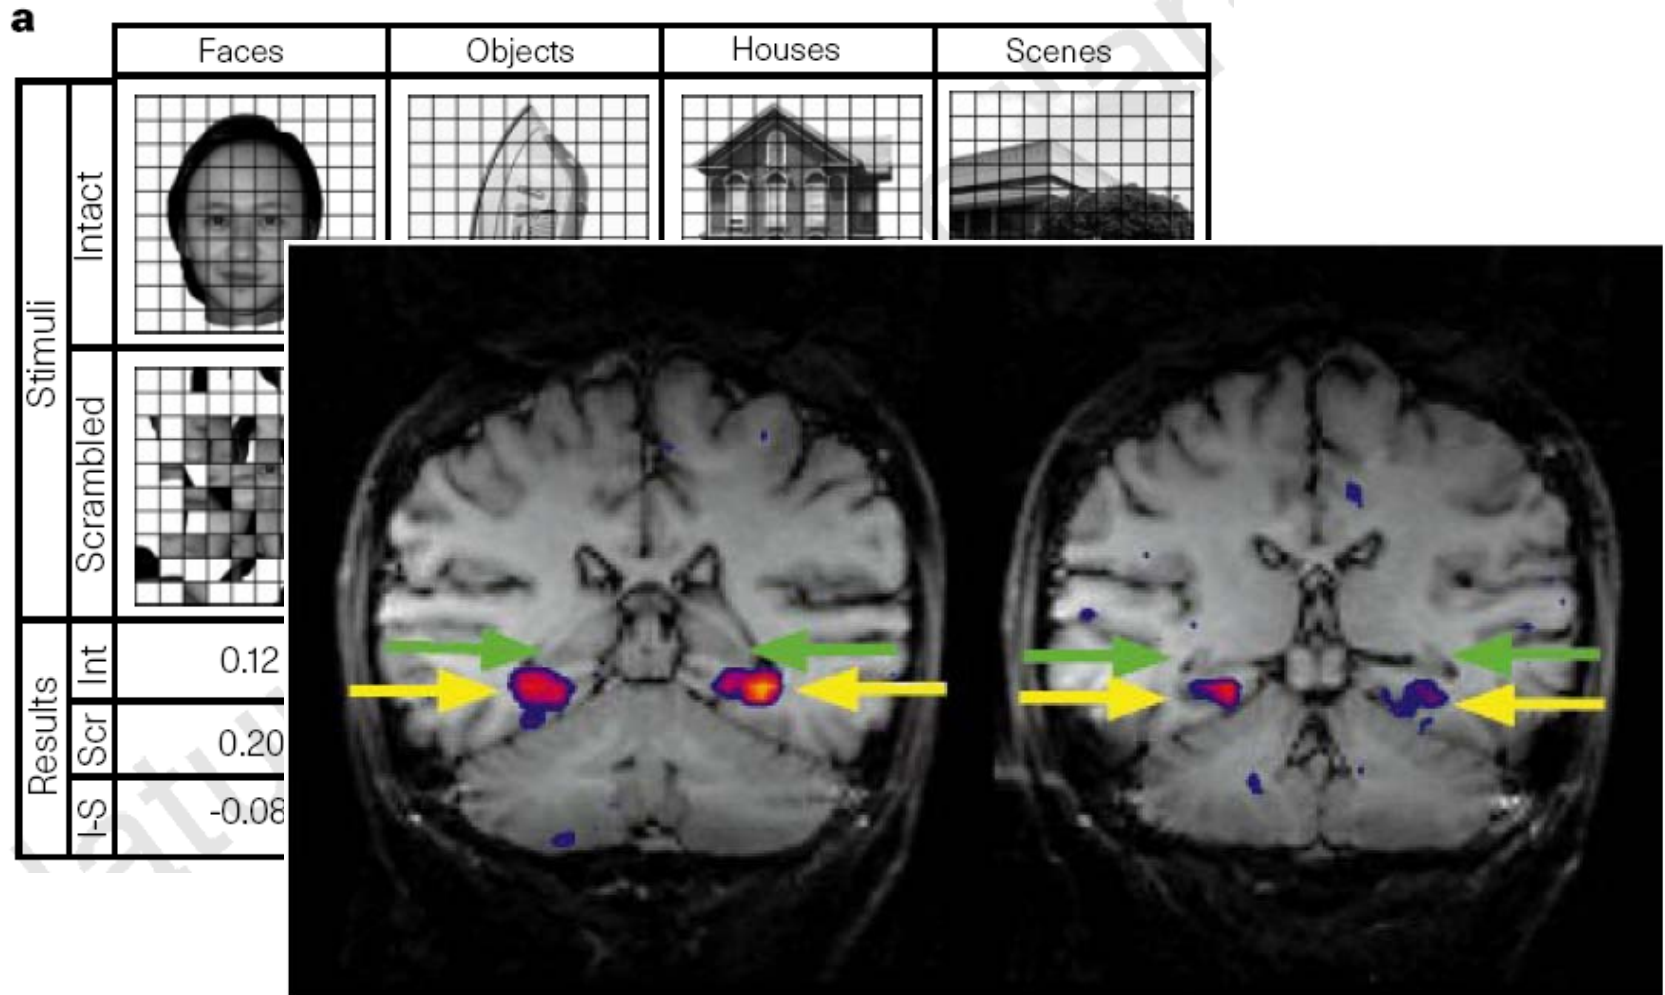 a
Faces Objects Houses Scenes
Stimuli
Intact
Scrambled
Results
Int 0.12
Scr 0.20
I-S -0.08